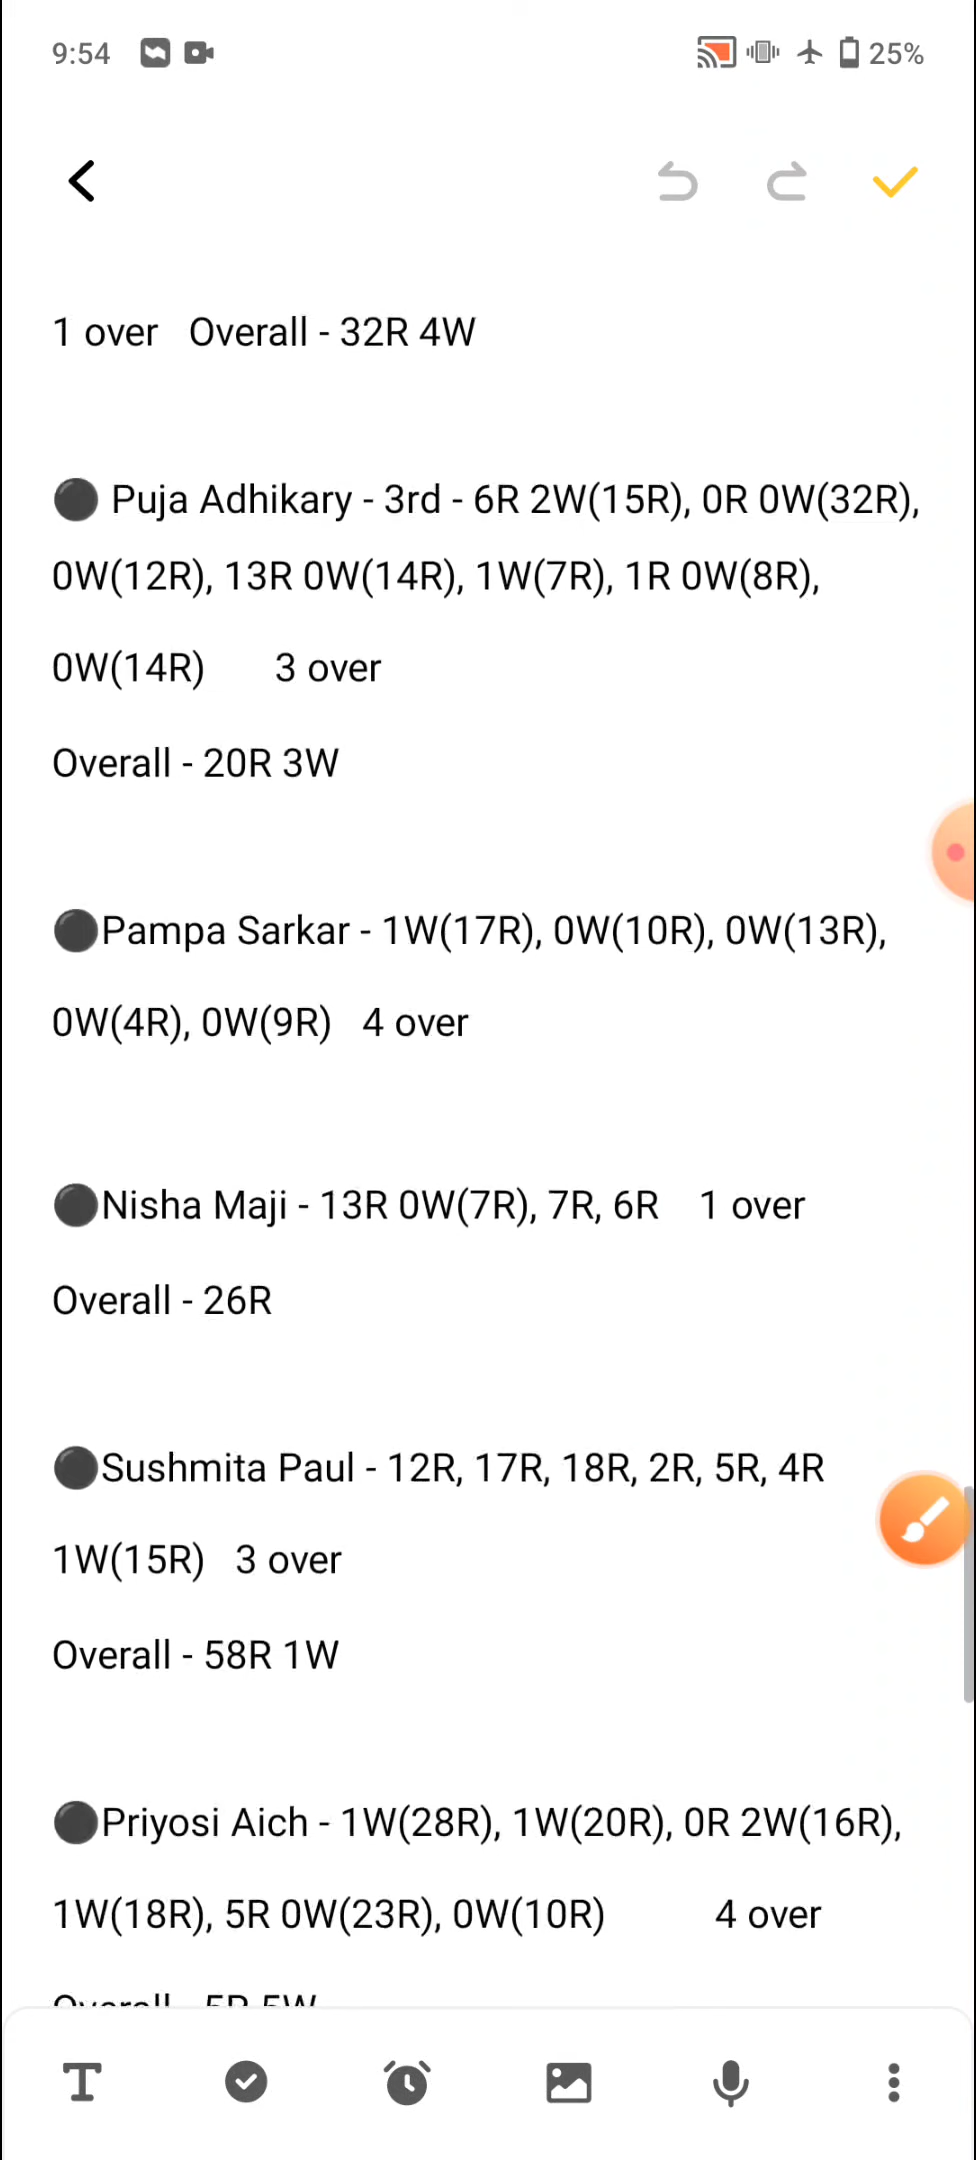 9:54
25%
1 over Overall - 32R 4W
Puja Adhikary - 3rd - 6R 2W(15R), 0R 0W(32R),
0W(12R), 13R 0W(14R), 1W(7R), 1R 0W(8R),
0W(14R) 3 over
Overall - 20R 3W
Pampa Sarkar - 1W(17R), 0W(10R), 0W(13R),
0W(4R), 0W(9R) 4 over
Nisha Maji - 13R 0W(7R), 7R, 6R 1 over
Overall - 26R
Sushmita Paul - 12R, 17R, 18R, 2R, 5R, 4R
1W(15R) 3 over
Overall - 58R 1W
Priyosi Aich - 1W(28R), 1W(20R), 0R 2W(16R),
1W(18R), 5R 0W(23R), 0W(10R) 4 over
Overall - 5R 5W